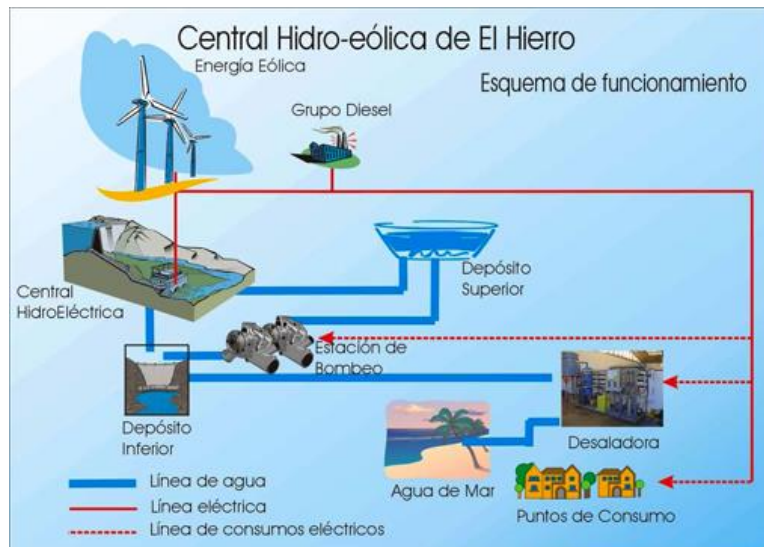 Central Hidro-eólica de El Hierro
Energía Eólica
Esquema de funcionamiento
Grupo Diesel
Depósito
Superior
Central
HidroEléctrica
Estación de
Bombeo
Depósito
Inferior
Desaladora
Agua de Mar
Puntos de Consumo
Línea de agua
Línea eléctrica
Línea de consumos eléctricos